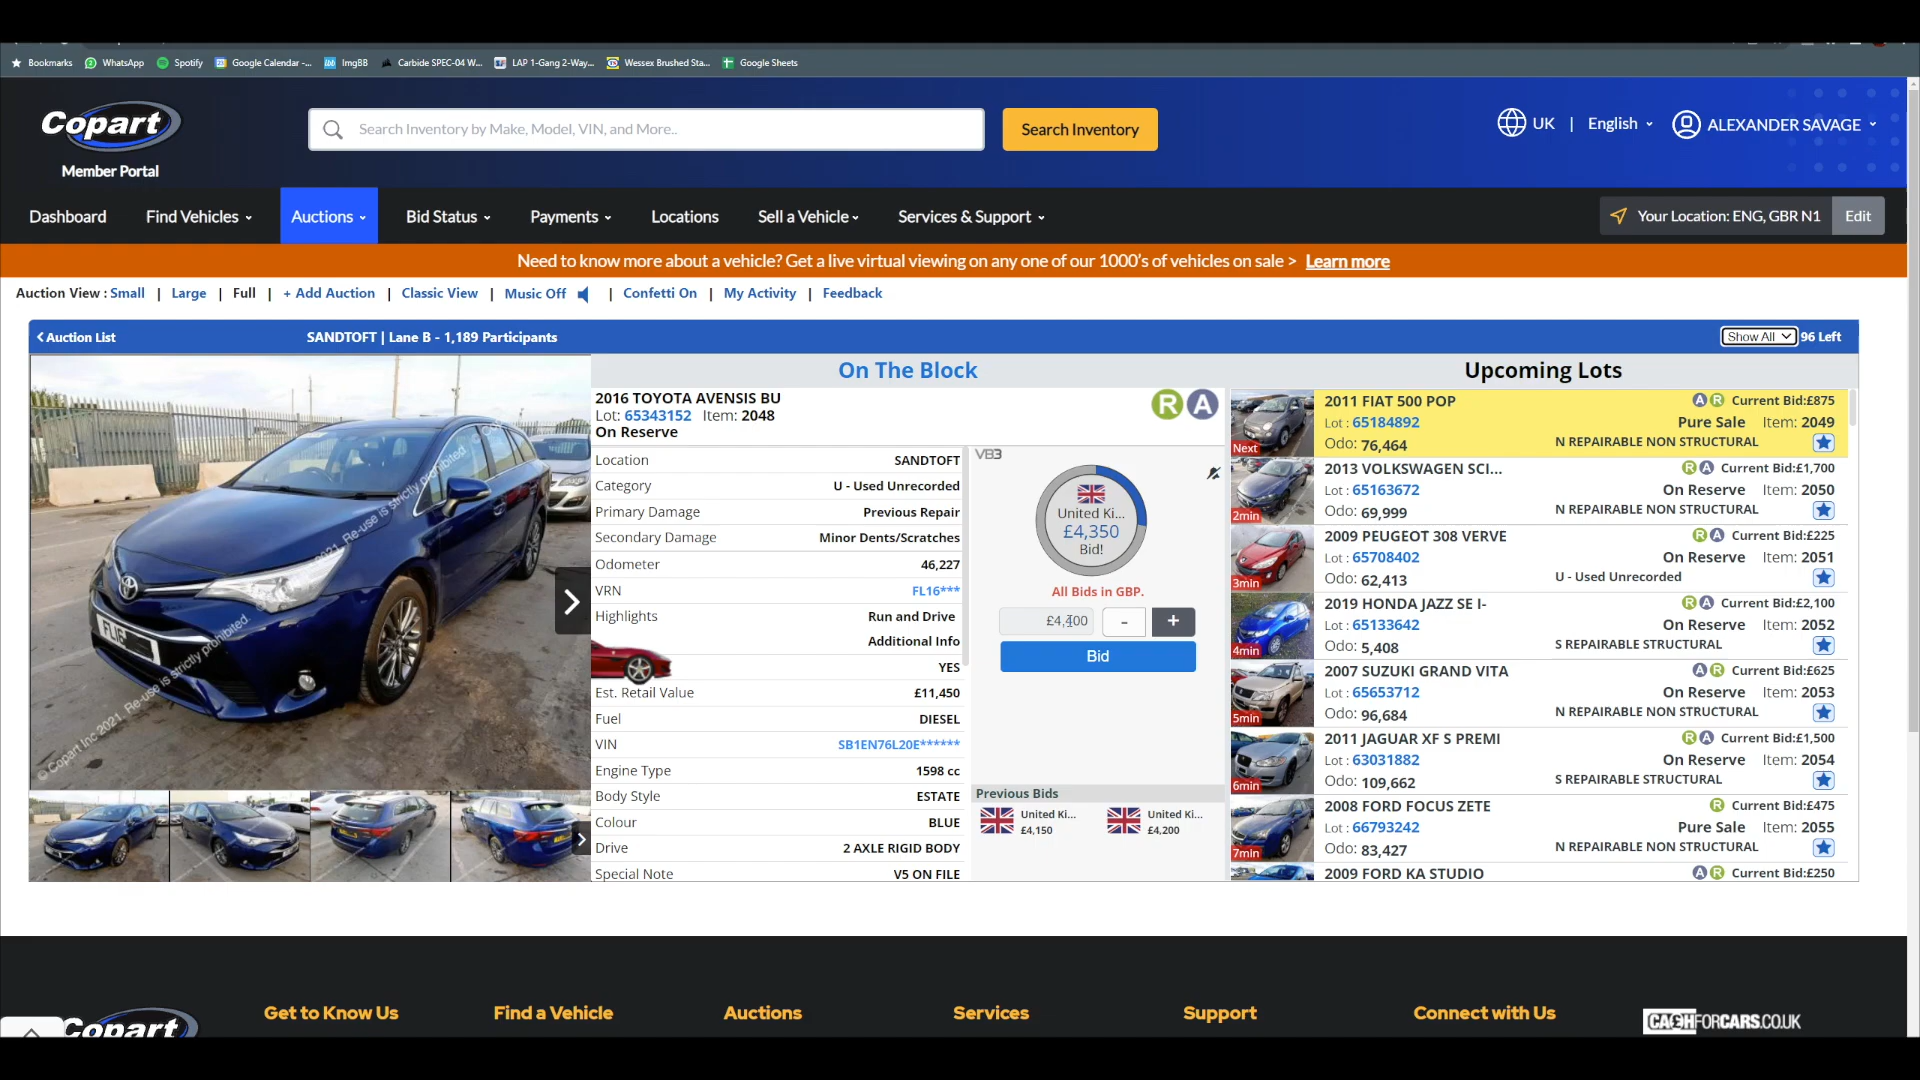 Bookmarks WhatsApp Spotify Google Calendar -... ImgBB Carbide SPEC-04 W... LAP 1-Gang 2-Way... Wessex Brushed Sta... Google Sheets
Copart
Member Portal
Search Inventory by Make, Model, VIN, and More..
Search Inventory
UK | English
ALEXANDER SAVAGE
Dashboard Find Vehicles Auctions Bid Status Payments Locations Sell a Vehicle Services & Support
Your Location: ENG, GBR N1 Edit
Need to know more about a vehicle? Get a live virtual viewing on any one of our 1000's of vehicles on sale > Learn more
Auction View : Small | Large | Full | + Add Auction | Classic View | Music Off | Confetti On | My Activity | Feedback
Auction List
SANDTOFT | Lane B - 1,189 Participants
Show All 96 Left
FL16
© Copart Inc 2021. Re-use is strictly prohibited.
2021. Re-use is strictly prohibited
On The Block
2016 TOYOTA AVENSIS BU
Lot: 65343152 Item: 2048
On Reserve
R A
Location SANDTOFT
Category U - Used Unrecorded
Primary Damage Previous Repair
Secondary Damage Minor Dents/Scratches
Odometer 46,227
VRN FL16***
Highlights Run and Drive
Additional Info
YES
Est. Retail Value £11,450
Fuel DIESEL
VIN SB1EN76L20E******
Engine Type 1598 cc
Body Style ESTATE
Colour BLUE
Drive 2 AXLE RIGID BODY
Special Note V5 ON FILE
VB3
United Ki...
£4,350
Bid!
All Bids in GBP.
£4,400 - +
Bid
Previous Bids
United Ki...
£4,150
United Ki...
£4,200
Upcoming Lots
Next
2011 FIAT 500 POP A R Current Bid:£875
Lot : 65184892 Pure Sale Item: 2049
Odo: 76,464 N REPAIRABLE NON STRUCTURAL
2min
2013 VOLKSWAGEN SCI... R A Current Bid:£1,700
Lot : 65163672 On Reserve Item: 2050
Odo: 69,999 N REPAIRABLE NON STRUCTURAL
3min
2009 PEUGEOT 308 VERVE R A Current Bid:£225
Lot : 65708402 On Reserve Item: 2051
Odo: 62,413 U - Used Unrecorded
4min
2019 HONDA JAZZ SE I- R A Current Bid:£2,100
Lot : 65133642 On Reserve Item: 2052
Odo: 5,408 S REPAIRABLE STRUCTURAL
5min
2007 SUZUKI GRAND VITA A R Current Bid:£625
Lot : 65653712 On Reserve Item: 2053
Odo: 96,684 N REPAIRABLE NON STRUCTURAL
6min
2011 JAGUAR XF S PREMI R A Current Bid:£1,500
Lot : 63031882 On Reserve Item: 2054
Odo: 109,662 S REPAIRABLE STRUCTURAL
7min
2008 FORD FOCUS ZETE R Current Bid:£475
Lot : 66793242 Pure Sale Item: 2055
Odo: 83,427 N REPAIRABLE NON STRUCTURAL
2009 FORD KA STUDIO A R Current Bid:£250
Copart
Get to Know Us Find a Vehicle Auctions Services Support Connect with Us
CA£HFORCARS.CO.UK